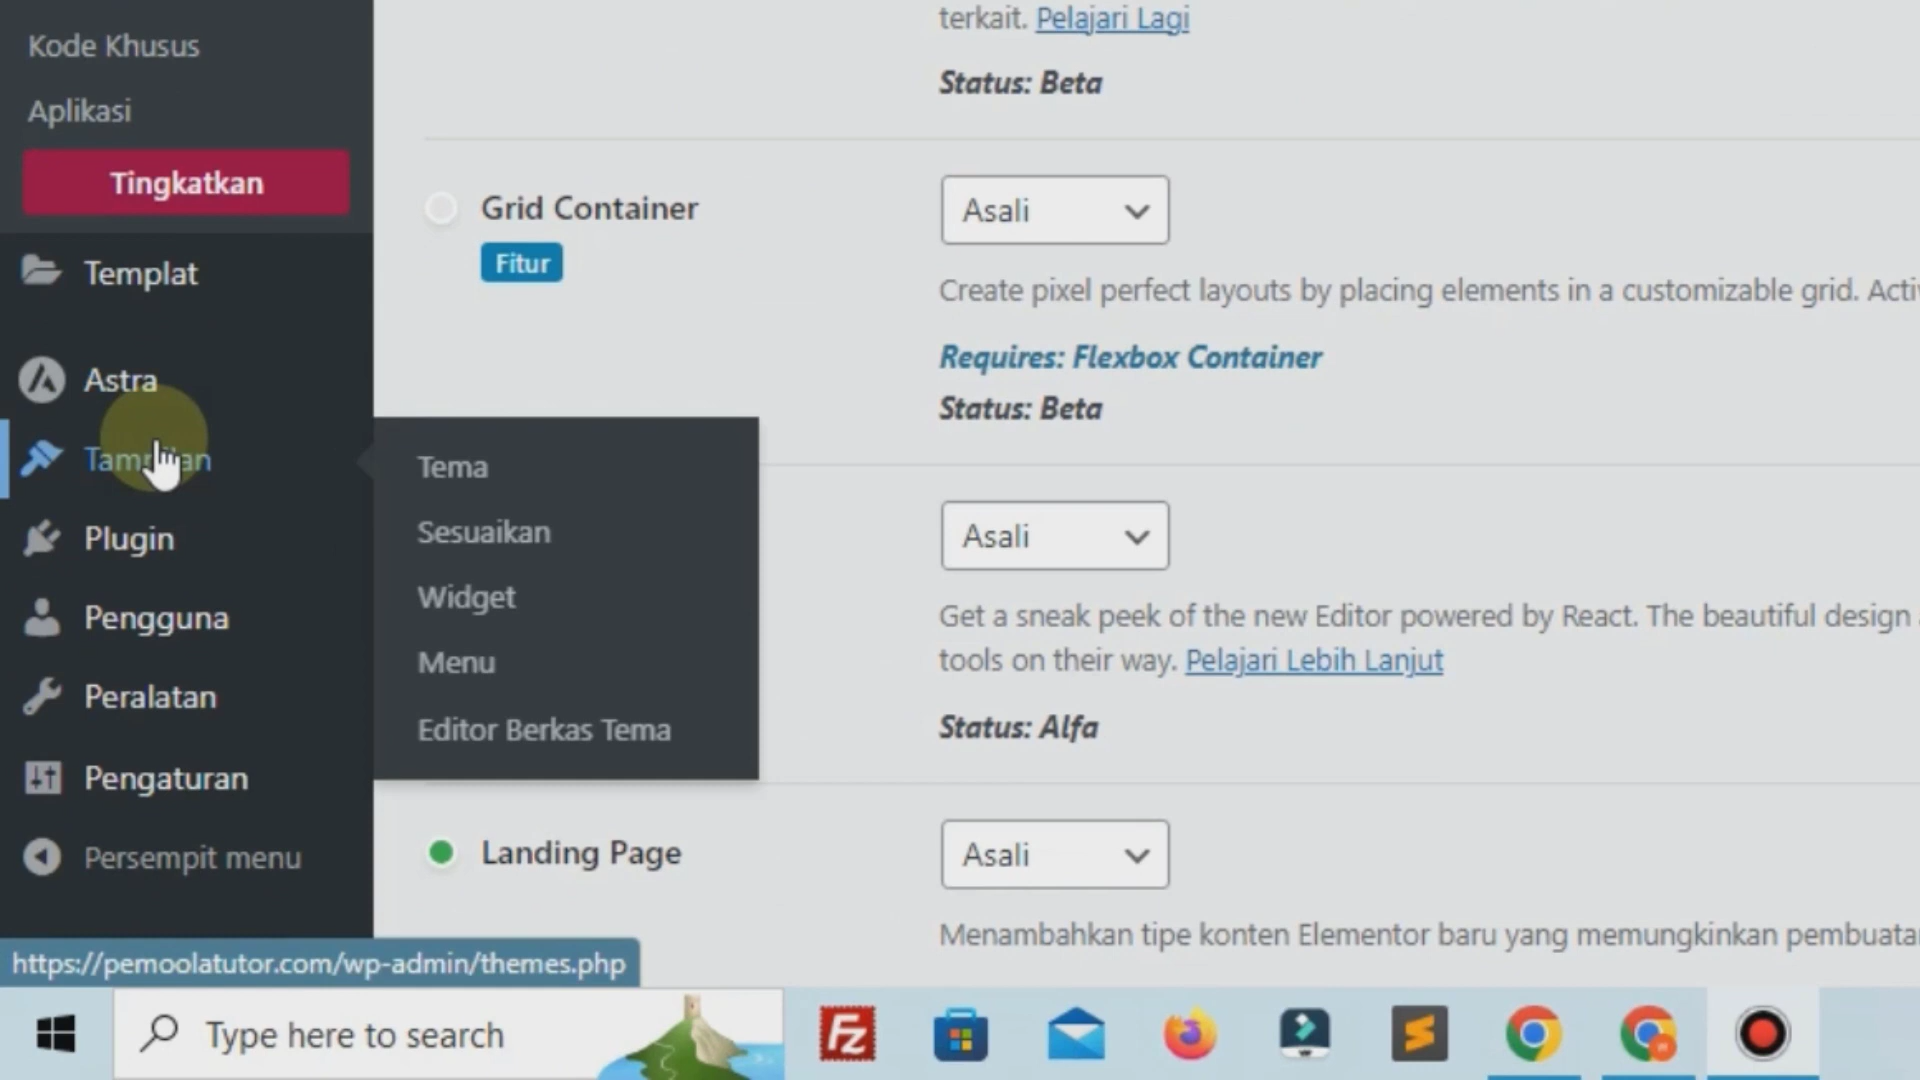 Kode Khusus
Aplikasi
Tingkatkan
Templat
Astra
Plugin
Pengguna
Peralatan
Pengaturan
Persempit menu
Tema
Sesuaikan
Widget
Menu
Editor Berkas Tema
terkait. Pelajari Lagi
Status: Beta
Grid Container
Fitur
Asali
Create pixel perfect layouts by placing elements in a customizable grid.
Requires: Flexbox Container
Status: Beta
Asali
Get a sneak peek of the new Editor powered by React. The beautiful design
tools on their way. Pelajari Lebih Lanjut
Status: Alfa
Landing Page
Asali
Menambahkan tipe konten Elementor baru yang memungkinkan
https://pemoolatutor.com/wp-admin/themes.php
Type here to search
Fz